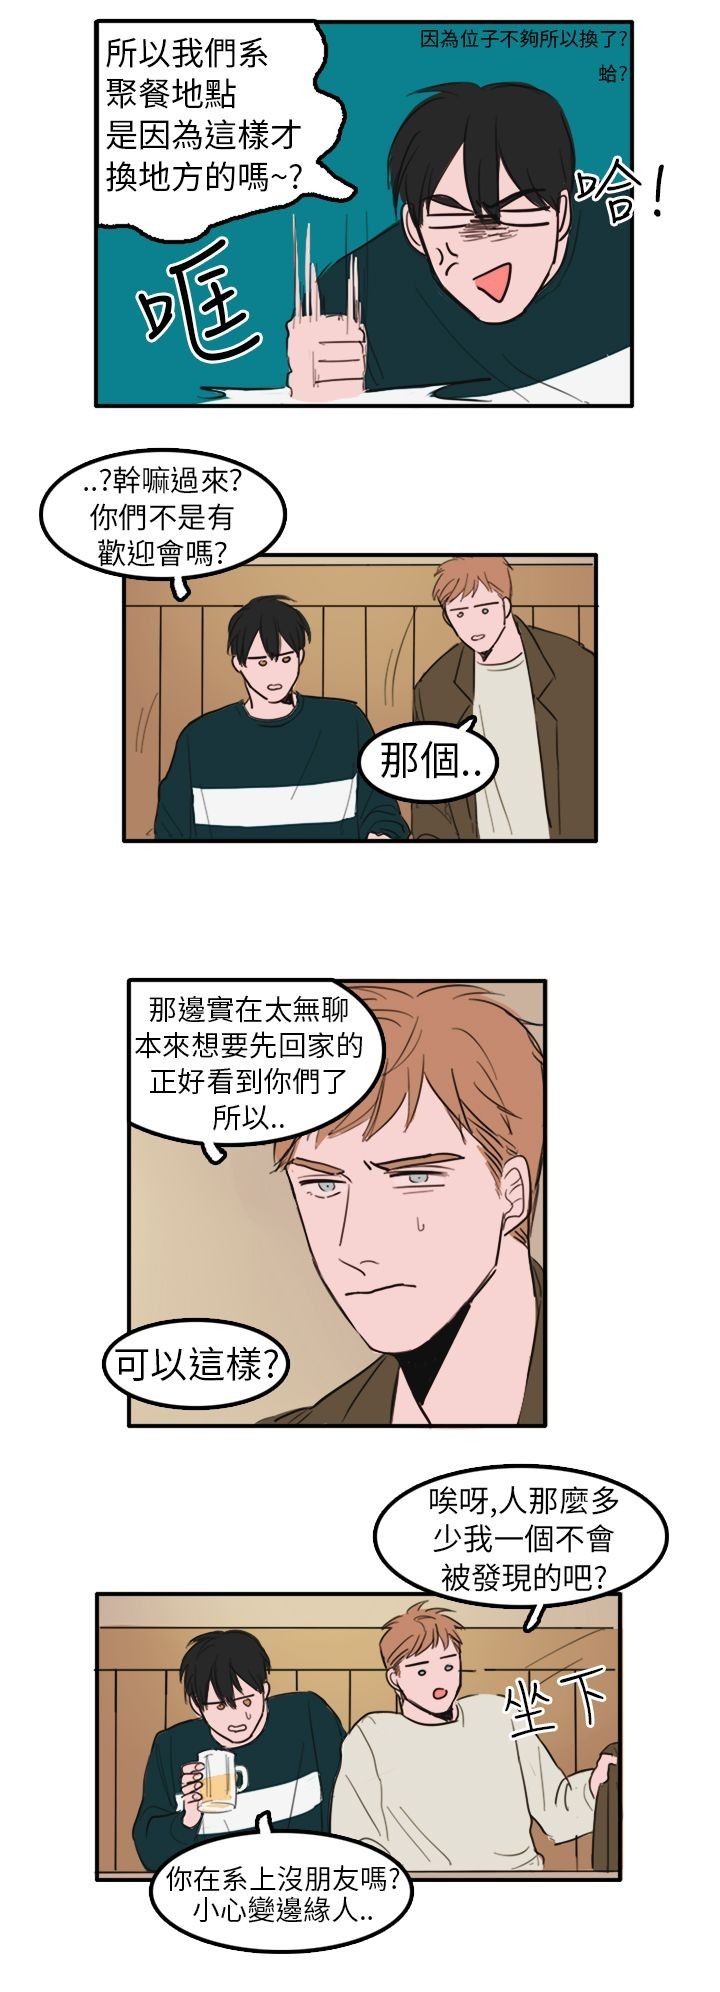 所以我們系
聚餐地點
是因為這樣才
換地方的嗎~?
因為位子不夠所以換了?
蛤?
哈!
哐
..?幹嘛過來?
你們不是有
歡迎會嗎?
那個..
那邊實在太無聊
本來想要先回家的
正好看到你們了
所以..
可以這樣?
唉呀,人那麼多
少我一個不會
被發現的吧?
坐下
你在系上沒朋友嗎?
小心變邊緣人..